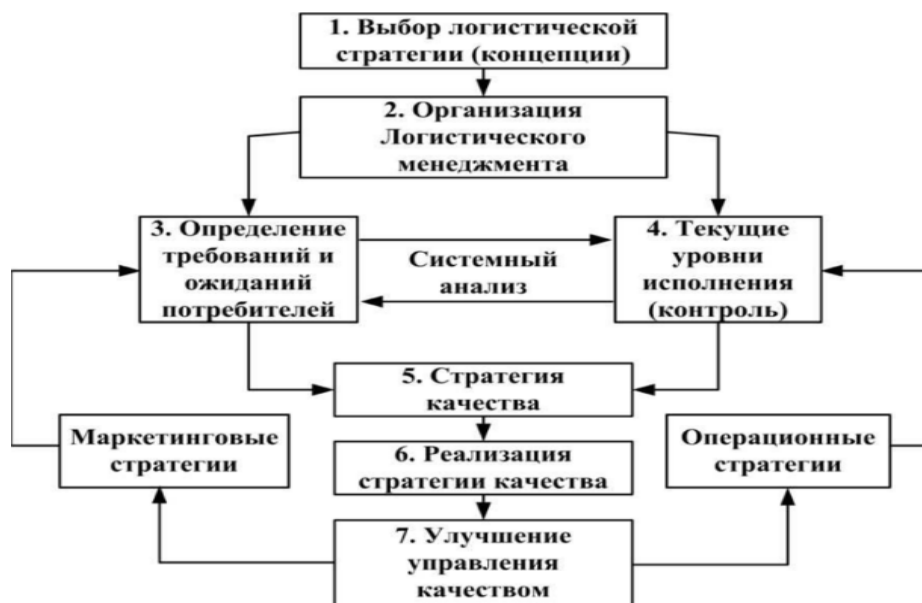 1. Выбор логистической
стратегии (концепции)
2. Организация
Логистического
менеджмента
3. Определение
требований и
ожиданий
потребителей
Системный
анализ
4. Текущие
уровни
исполнения
(контроль)
5. Стратегия
качества
Маркетинговые
стратегии
6. Реализация
стратегии качества
Операционные
стратегии
7. Улучшение
управления
качеством